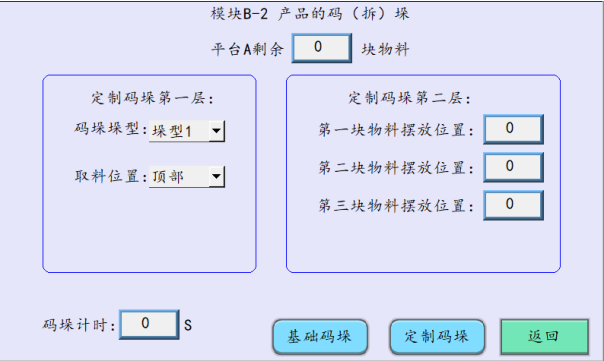 模块B-2 产品的码（拆）垛
平台A剩余 0 块物料
定制码垛第一层：
码垛垛型：垛型1
取料位置：顶部
定制码垛第二层：
第一块物料摆放位置： 0
第二块物料摆放位置： 0
第三块物料摆放位置： 0
码垛计时： 0 S
基础码垛 定制码垛 返回